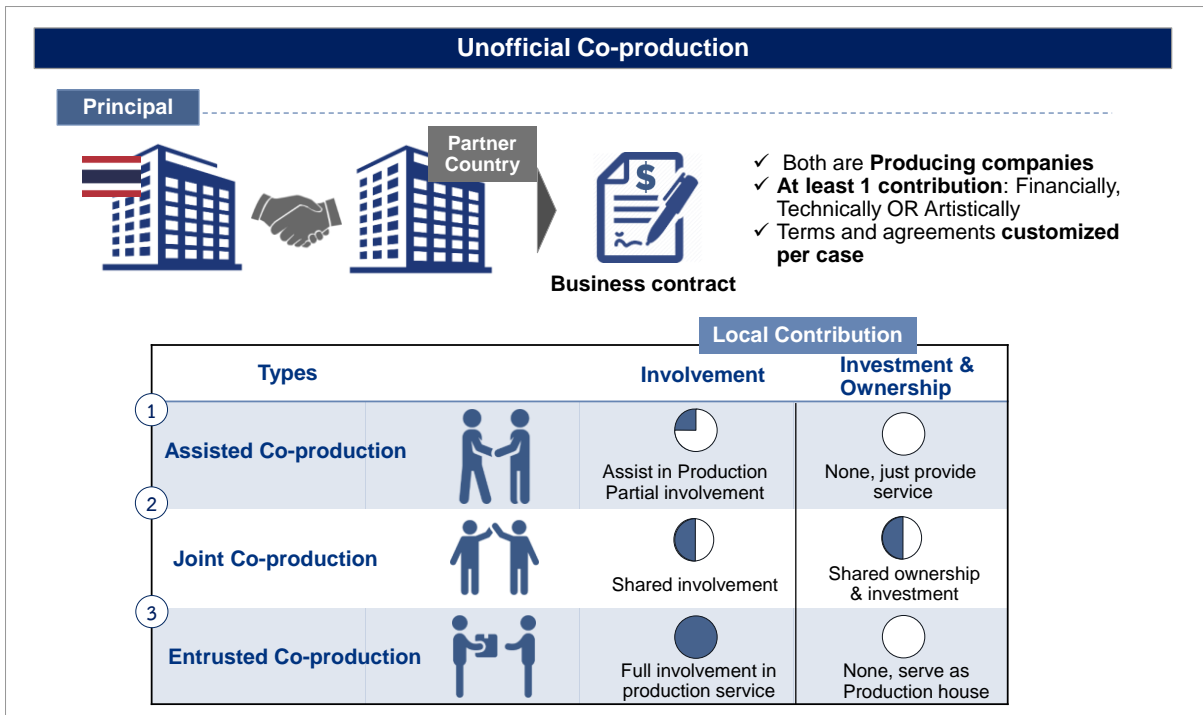 Unofficial Co-production
Principal
Partner
Country
$
Business contract
✓ Both are Producing companies
✓ At least 1 contribution: Financially,
Technically OR Artistically
✓ Terms and agreements customized
per case
Local Contribution
Types
Involvement
Investment &
Ownership
1
Assisted Co-production
Assist in Production
Partial involvement
None, just provide
service
2
Joint Co-production
Shared involvement
Shared ownership
& investment
3
Entrusted Co-production
Full involvement in
production service
None, serve as
Production house